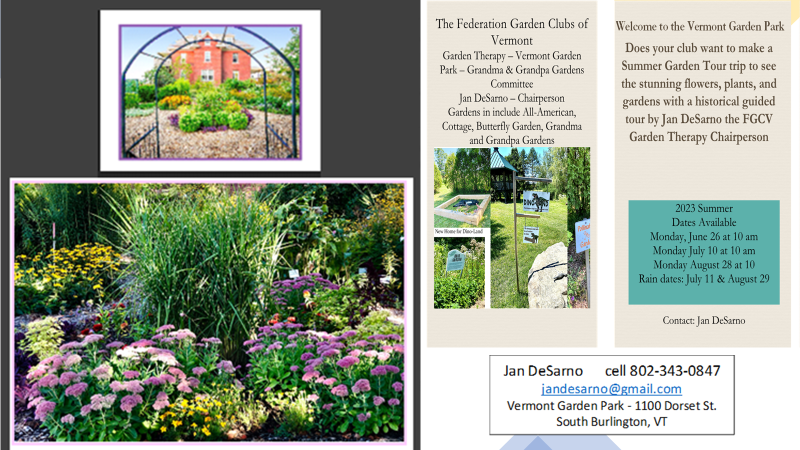 The Federation Garden Clubs of
Vermont
Garden Therapy – Vermont Garden
Park – Grandma & Grandpa Gardens
Committee
Jan DeSarno – Chairperson
Gardens in include All-American,
Cottage, Butterfly Garden, Grandma
and Grandpa Gardens
New Home for Dino-Land
Welcome to the Vermont Garden Park
Does your club want to make a
Summer Garden Tour trip to see
the stunning flowers, plants, and
gardens with a historical guided
tour by Jan DeSarno the FGCV
Garden Therapy Chairperson
2023 Summer
Dates Available
Monday, June 26 at 10 am
Monday July 10 at 10 am
Monday August 28 at 10
Rain dates: July 11 & August 29
Contact: Jan DeSarno
Jan DeSarno cell 802-343-0847
jandesarno@gmail.com
Vermont Garden Park - 1100 Dorset St.
South Burlington, VT